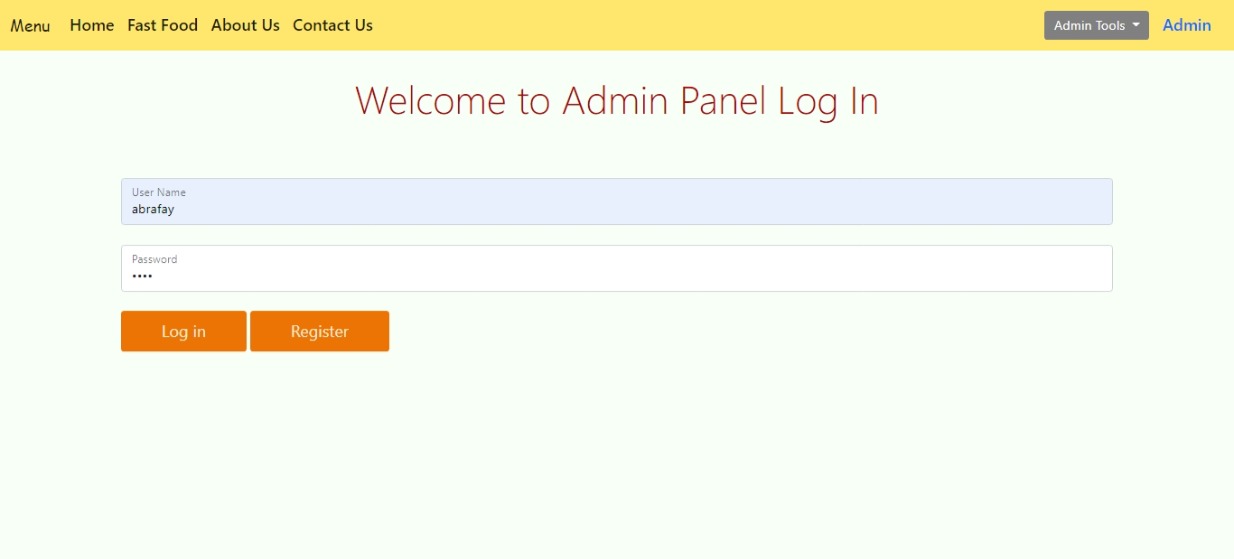 Menu Home Fast Food About Us Contact Us Admin Tools Admin
Welcome to Admin Panel Log In
User Name
abrafay
Password
••••
Log in Register